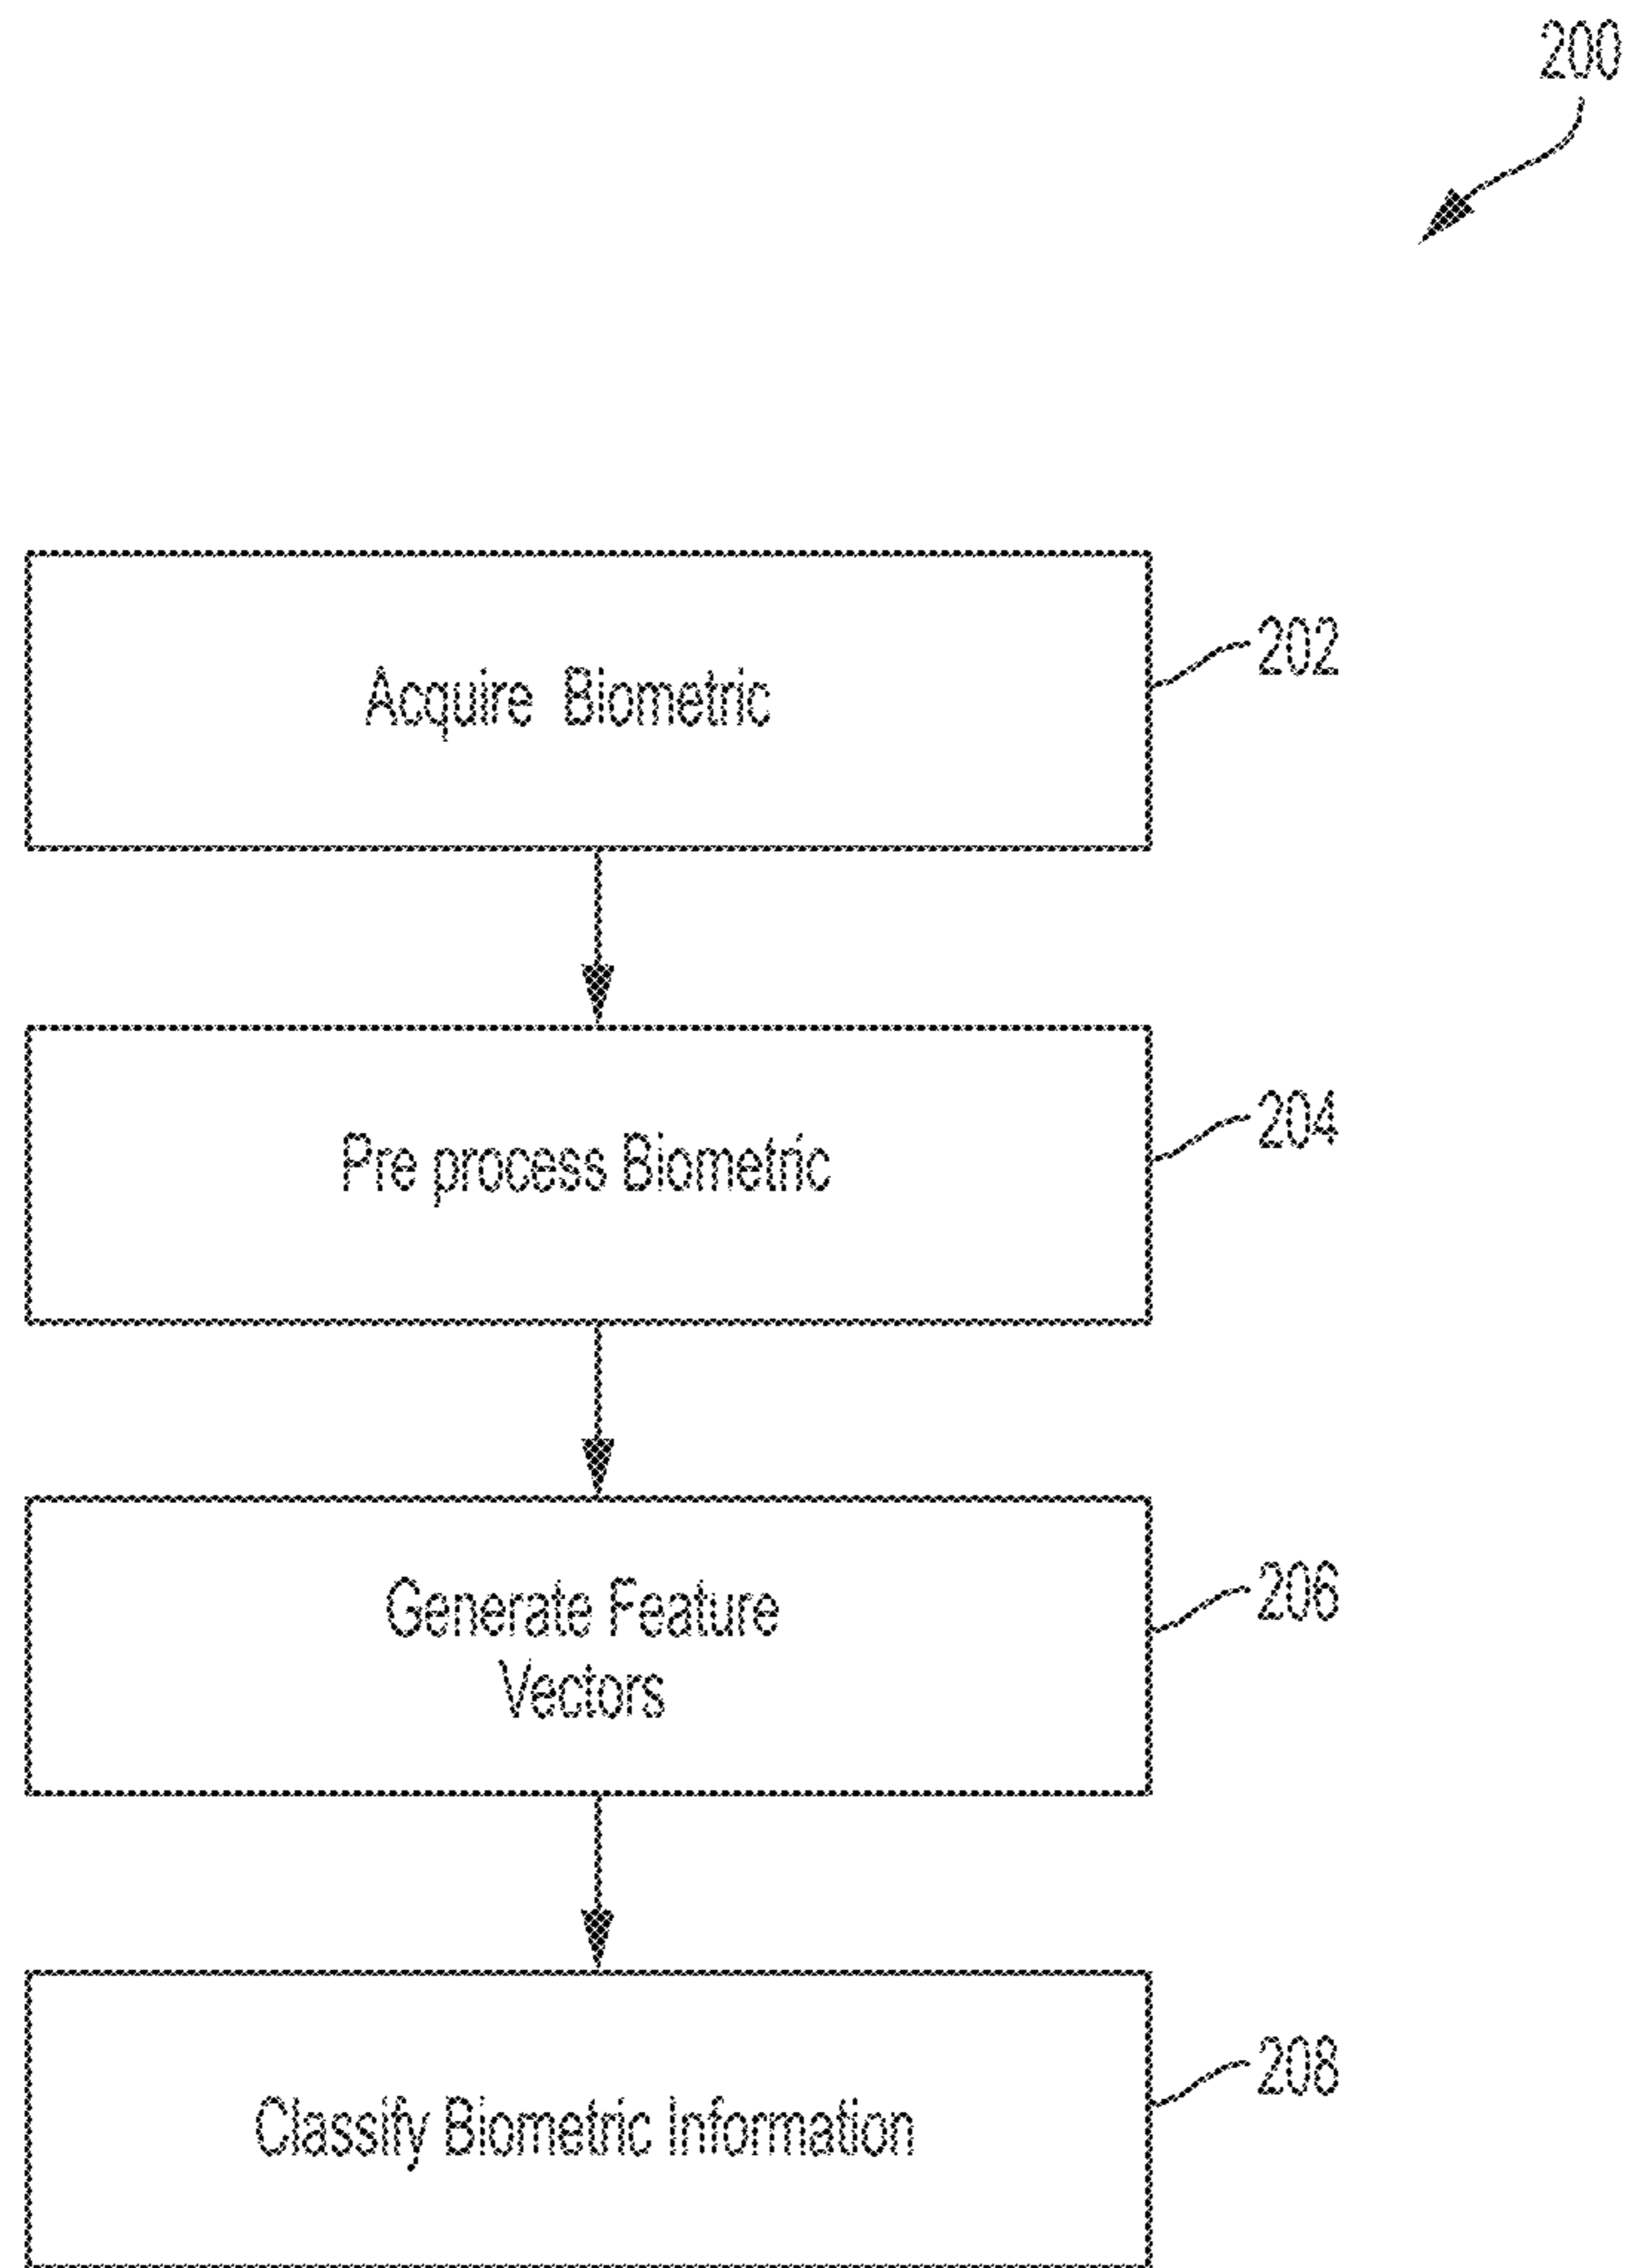 200
Acquire Biometric
202
Pre process Biometric
204
Generate Feature
Vectors
206
Classify Biometric Information
208